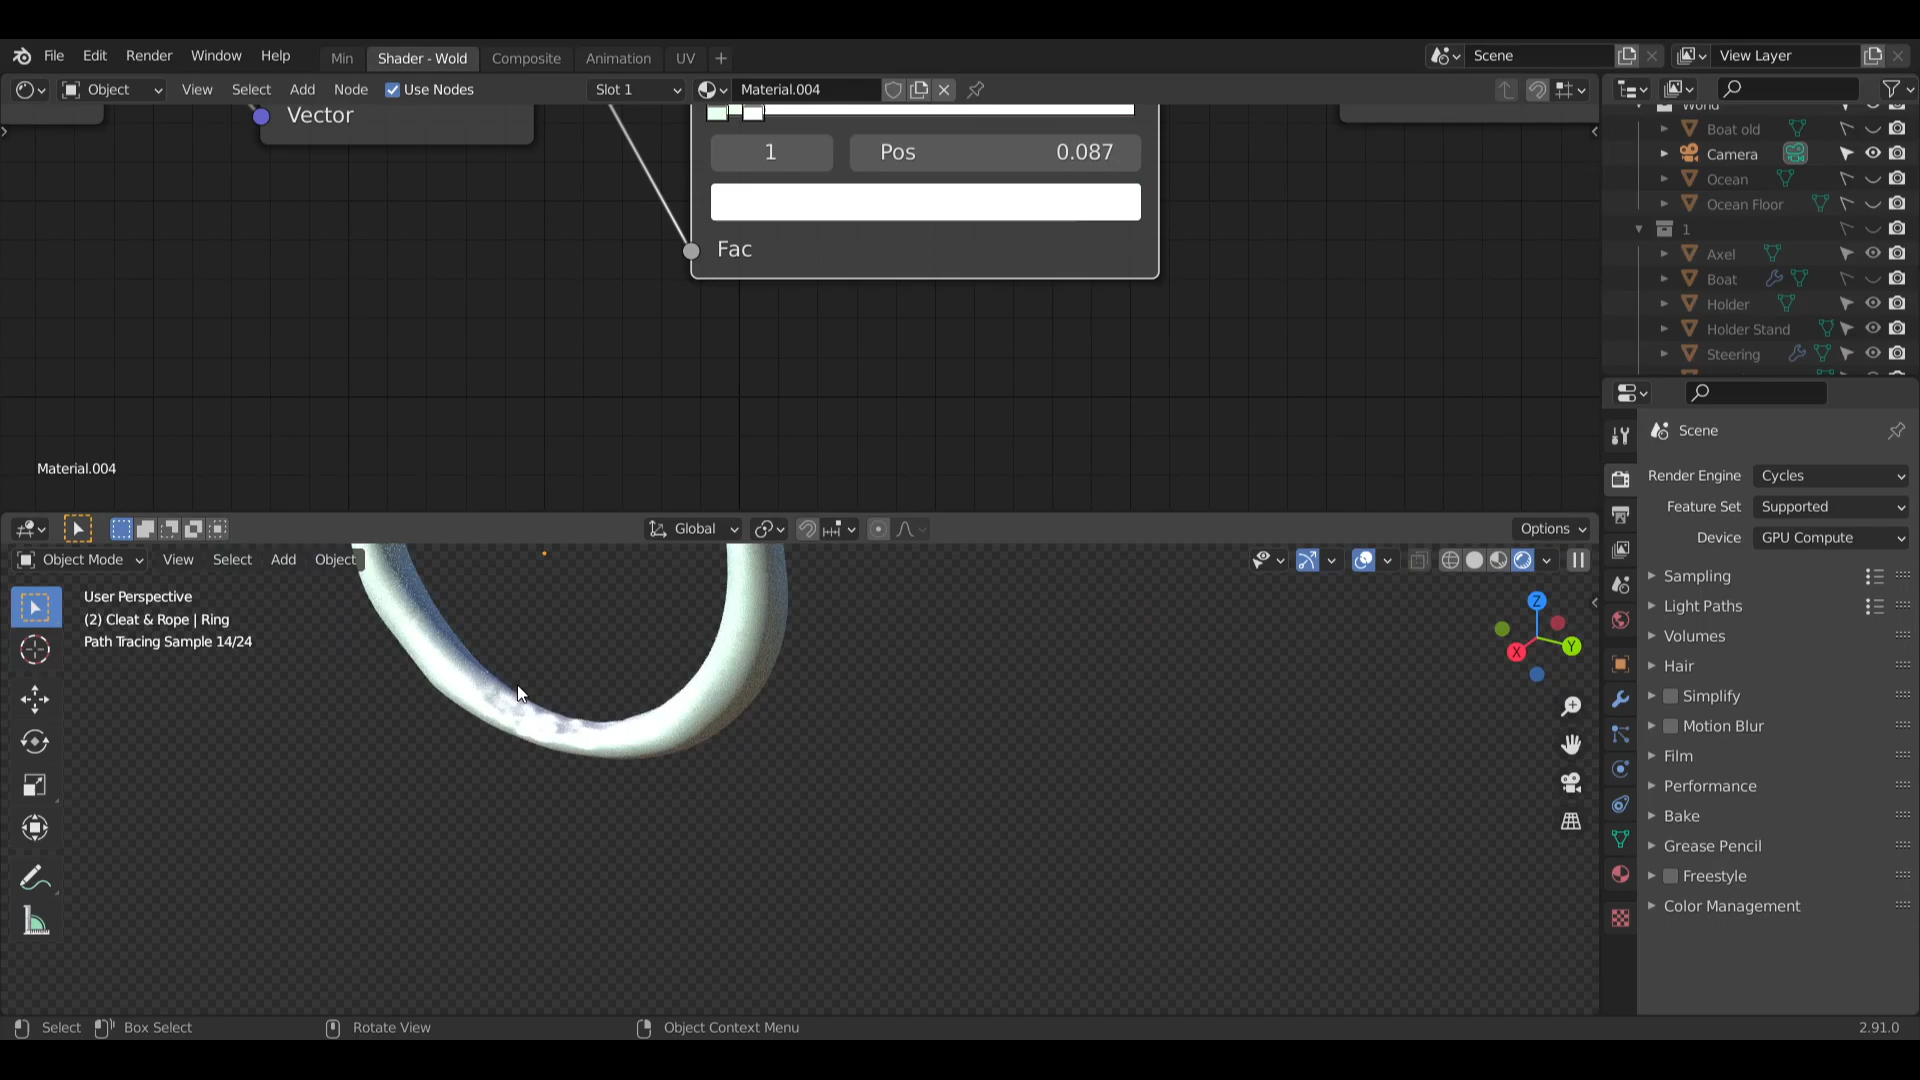 File Edit Render Window Help Min Shader - Wold Composite Animation UV + Scene View Layer
Object View Select Add Node Use Nodes Slot 1 Material.004
Vector
1 Pos 0.087
Fac
Material.004
World
Boat old
Camera
Ocean
Ocean Floor
1
Axel
Boat
Holder
Holder Stand
Steering
Scene
Render Engine Cycles
Feature Set Supported
Device GPU Compute
Sampling
Light Paths
Volumes
Hair
Simplify
Motion Blur
Film
Performance
Bake
Grease Pencil
Freestyle
Color Management
Global Options
Object Mode View Select Add Object
User Perspective
(2) Cleat & Rope | Ring
Path Tracing Sample 14/24
Z
Y
X
Select Box Select Rotate View Object Context Menu 2.91.0